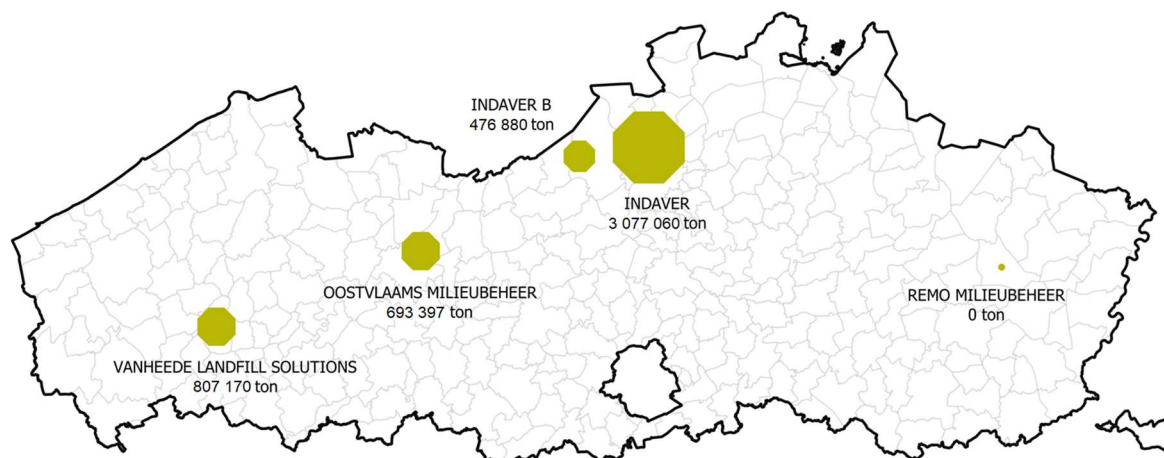 INDAVER B
476 880 ton
INDAVER
3 077 060 ton
OOSTVLAAMS MILIEUBEHEER
693 397 ton
REMO MILIEUBEHEER
0 ton
VANHEEDE LANDFILL SOLUTIONS
807 170 ton